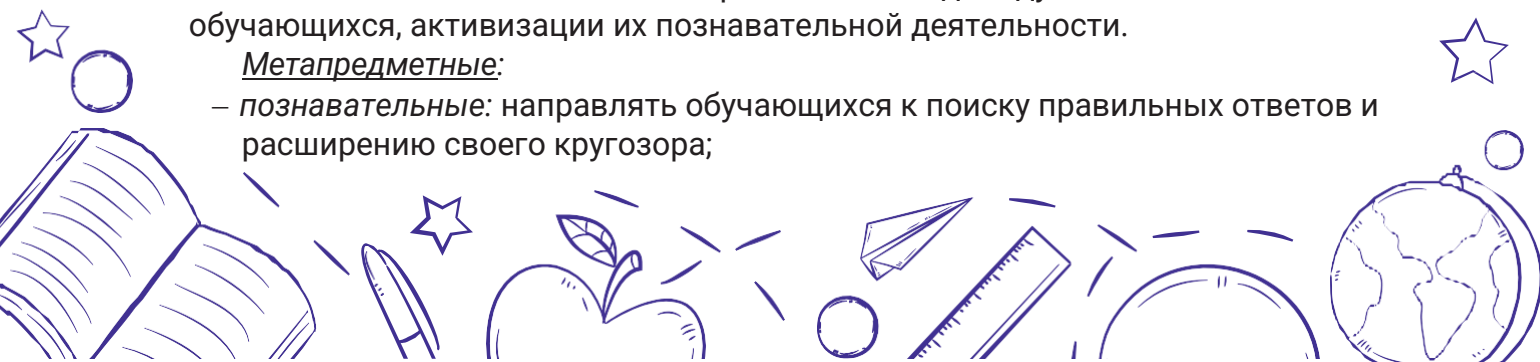 обучающихся, активизации их познавательной деятельности.
Метапредметные:
– познавательные: направлять обучающихся к поиску правильных ответов и
расширению своего кругозора;